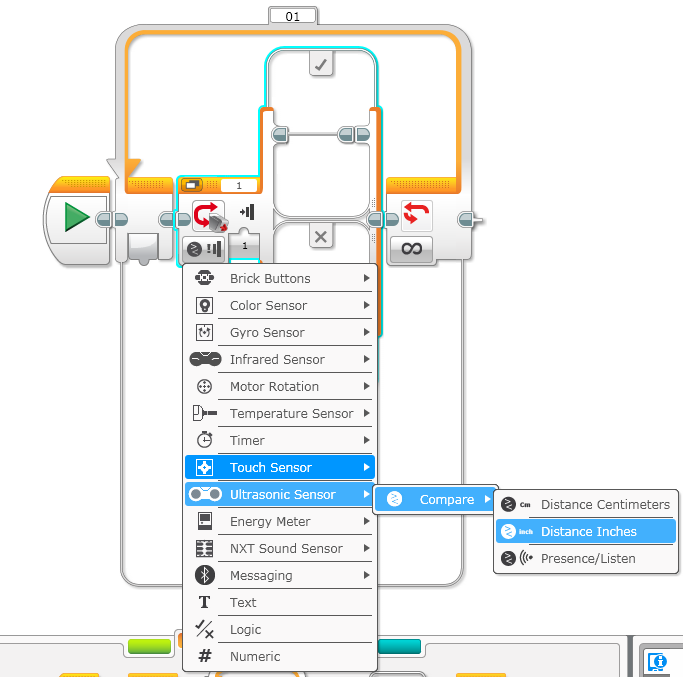 01
1
1
Brick Buttons
Color Sensor
Gyro Sensor
Infrared Sensor
Motor Rotation
Temperature Sensor
Timer
Touch Sensor
Ultrasonic Sensor
Compare
Cm Distance Centimeters
inch Distance Inches
Presence/Listen
Energy Meter
NXT Sound Sensor
Messaging
T Text
Logic
# Numeric